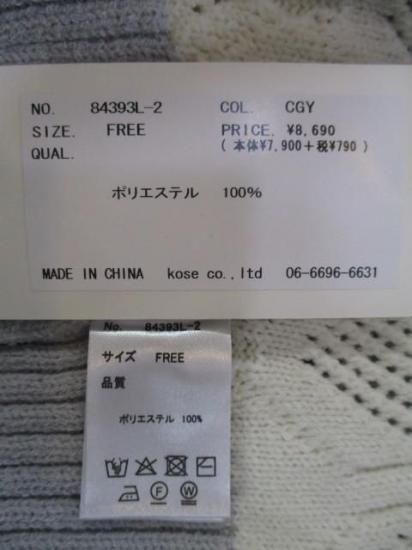 NO. 84393L-2 COL. CGY
SIZE. FREE PRICE. ¥8,690
QUAL. ( 本体¥7,900+税¥790 )
ポリエステル 100%
MADE IN CHINA kose co.,ltd 06-6696-6631
No. 84393L-2
サイズ FREE
品質
ポリエステル 100%
F W